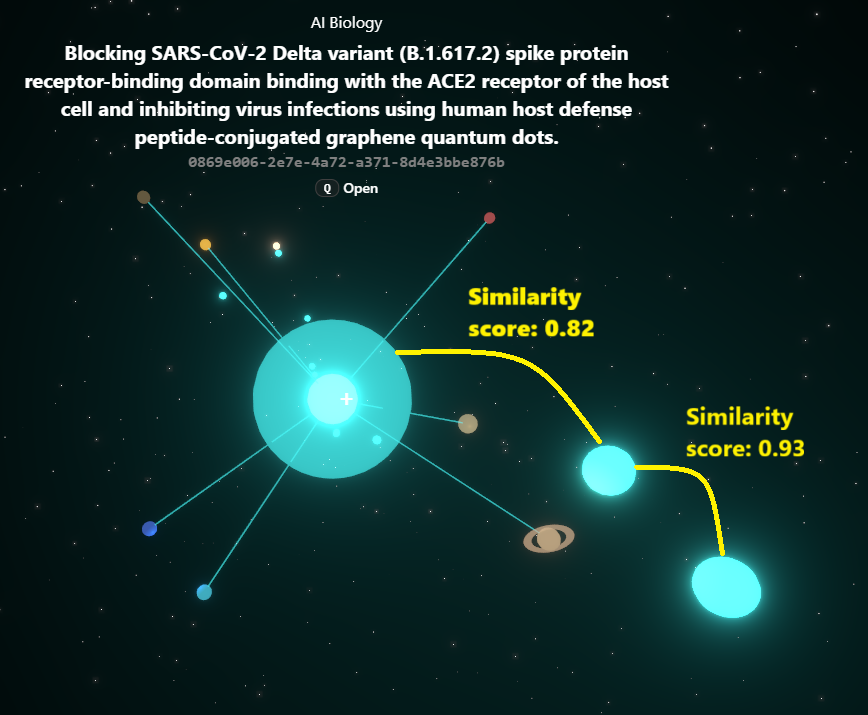 AI Biology
Blocking SARS-CoV-2 Delta variant (B.1.617.2) spike protein
receptor-binding domain binding with the ACE2 receptor of the host
cell and inhibiting virus infections using human host defense
peptide-conjugated graphene quantum dots.
0869e006-2e7e-4a72-a371-8d4e3bbe876b
Q Open
Similarity
score: 0.82
Similarity
score: 0.93